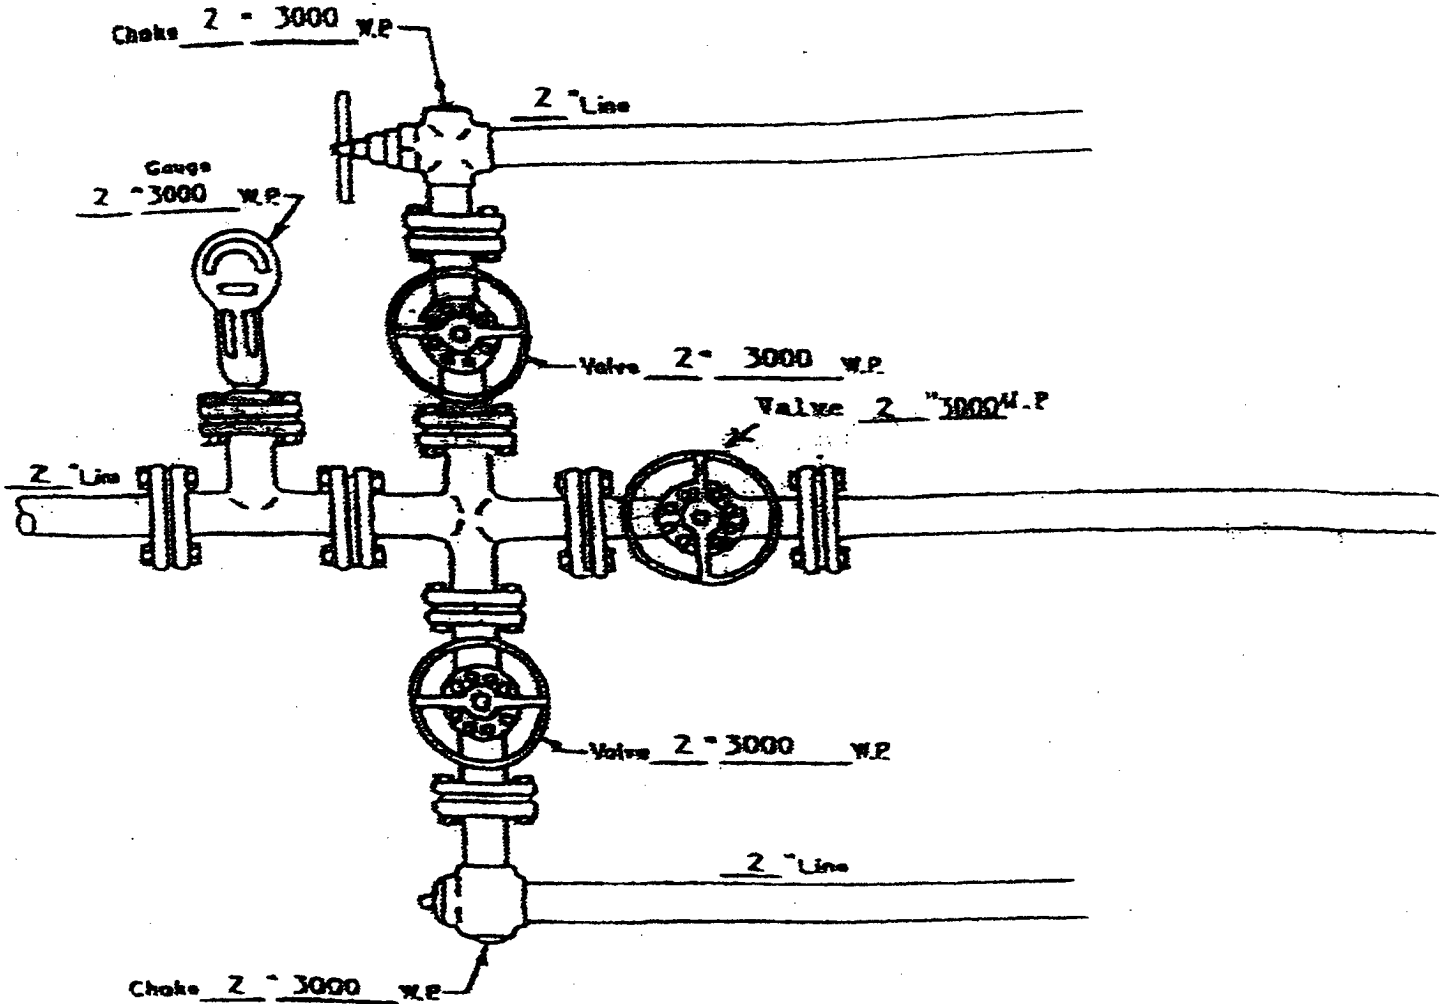 Choke 2 " 3000 W.P.
2 " Line
Gauge
2 " 3000 W.P.
Valve 2 " 3000 W.P.
Valve 2 " 3000 W.P
2 " Line
Valve 2 " 3000 W.P.
2 " Line
Choke 2 " 3000 W.P.